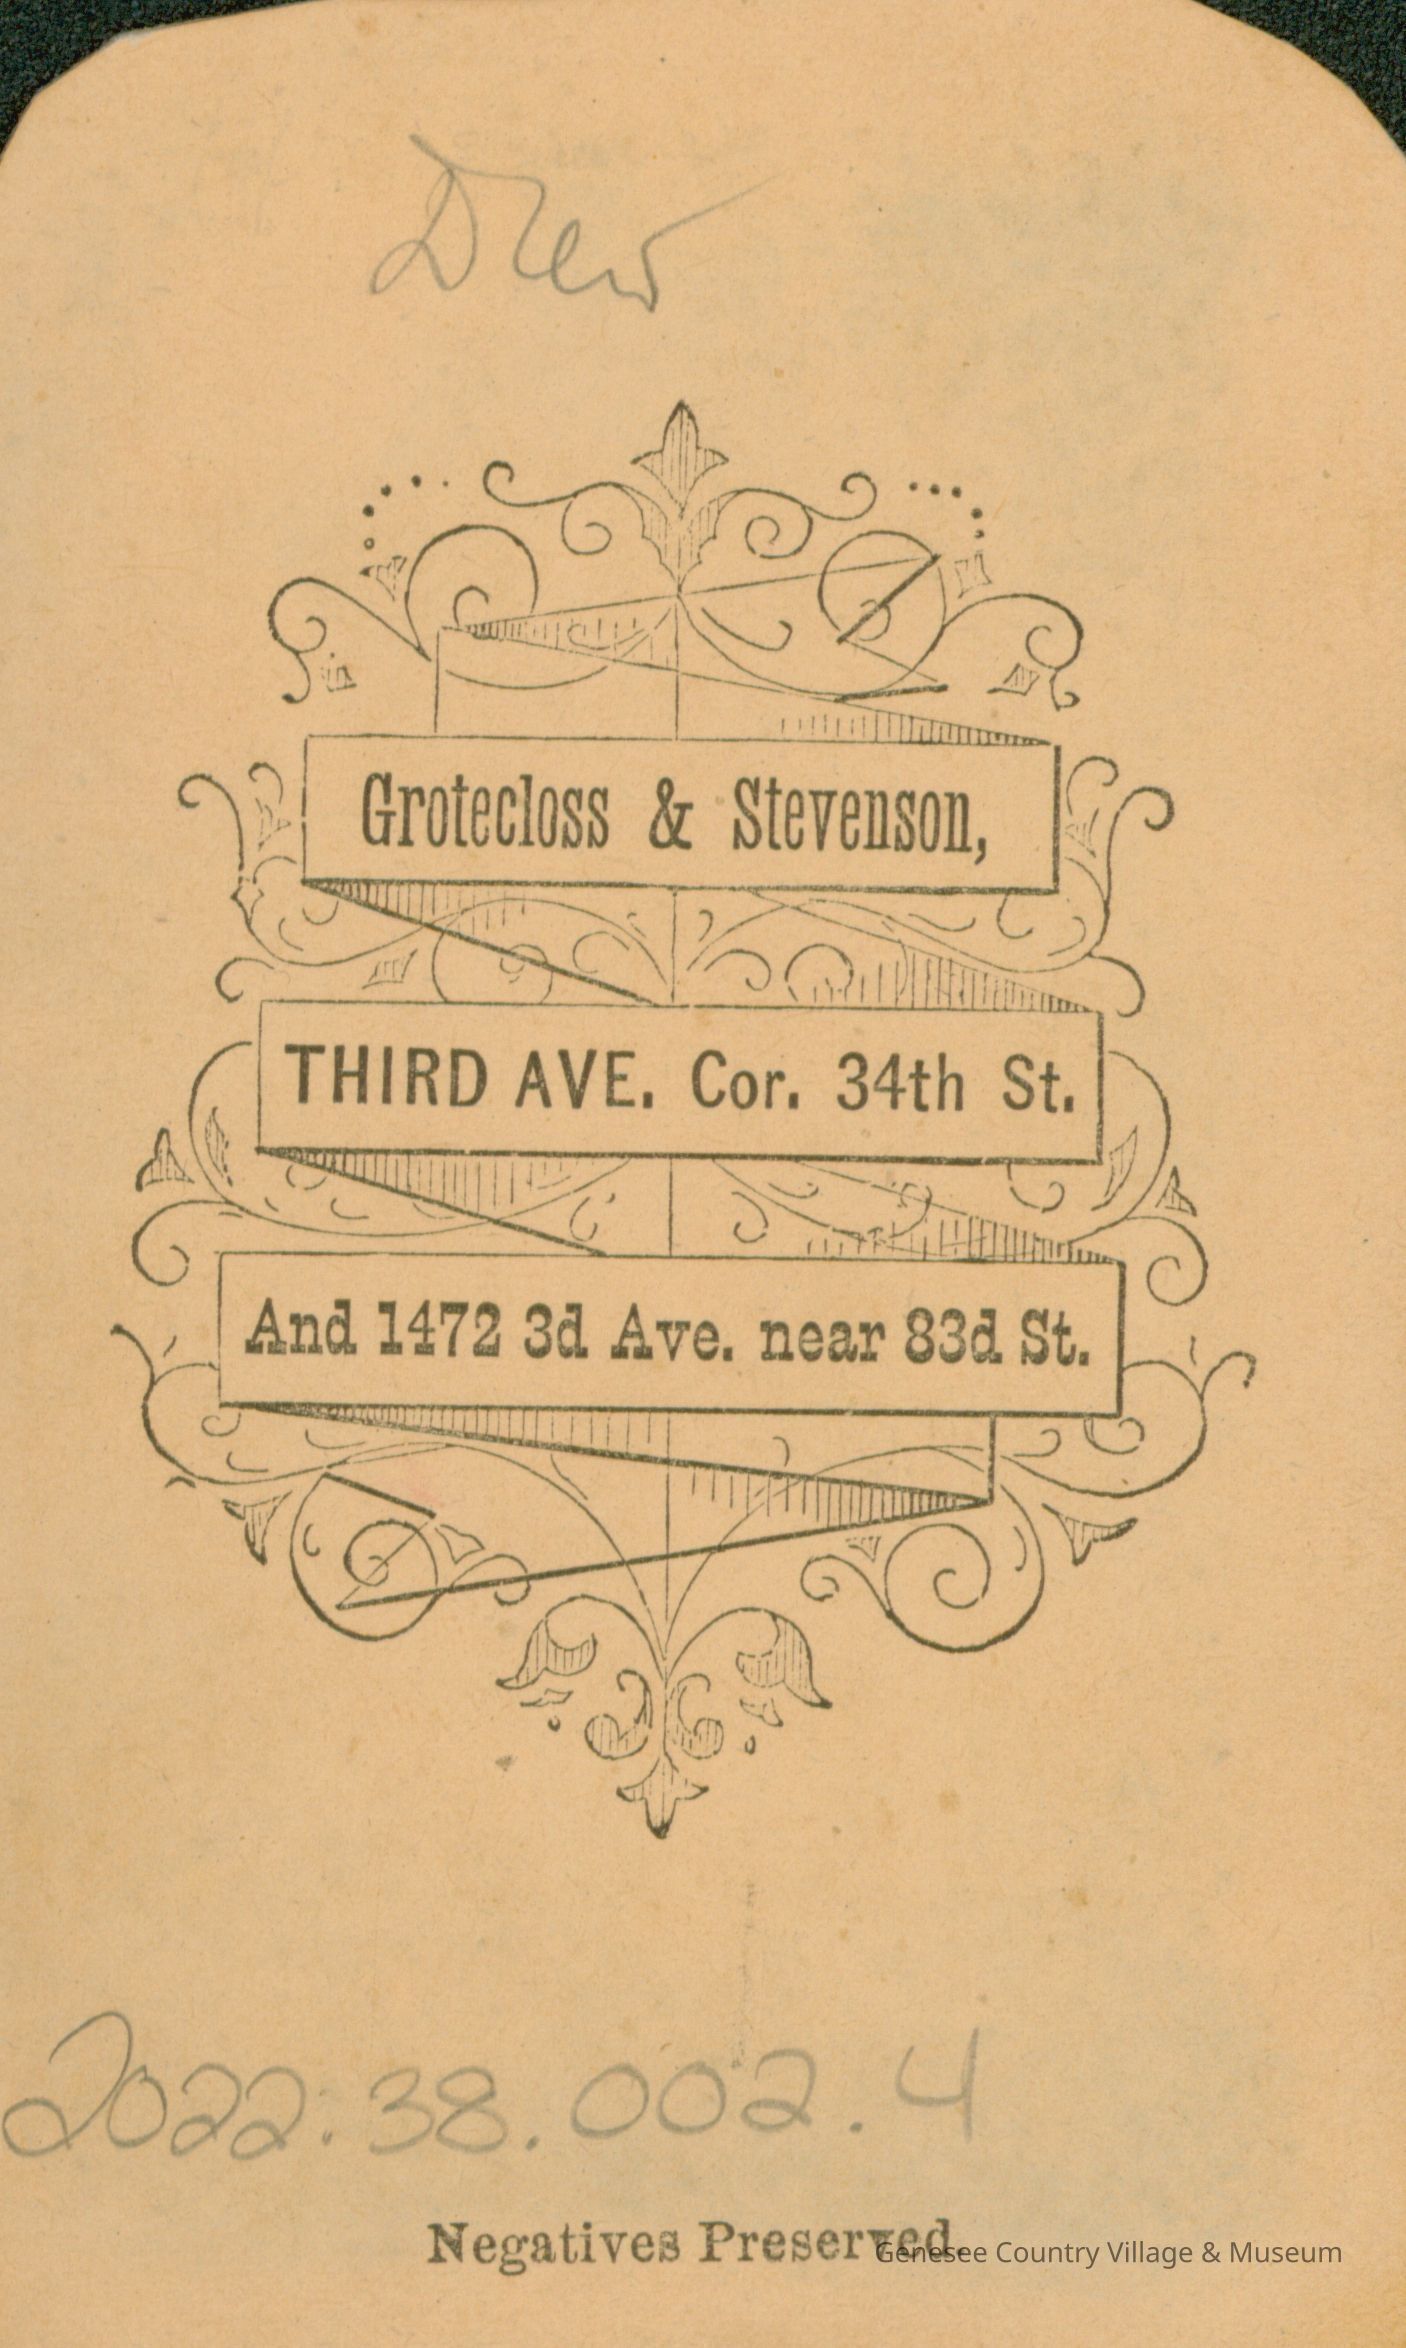 Drew
Grotecloss & Stevenson,
THIRD AVE. Cor. 34th St.
And 1472 3d Ave. near 83d St.
2022.38.002.4
Negatives Preserved.
Genesee Country Village & Museum